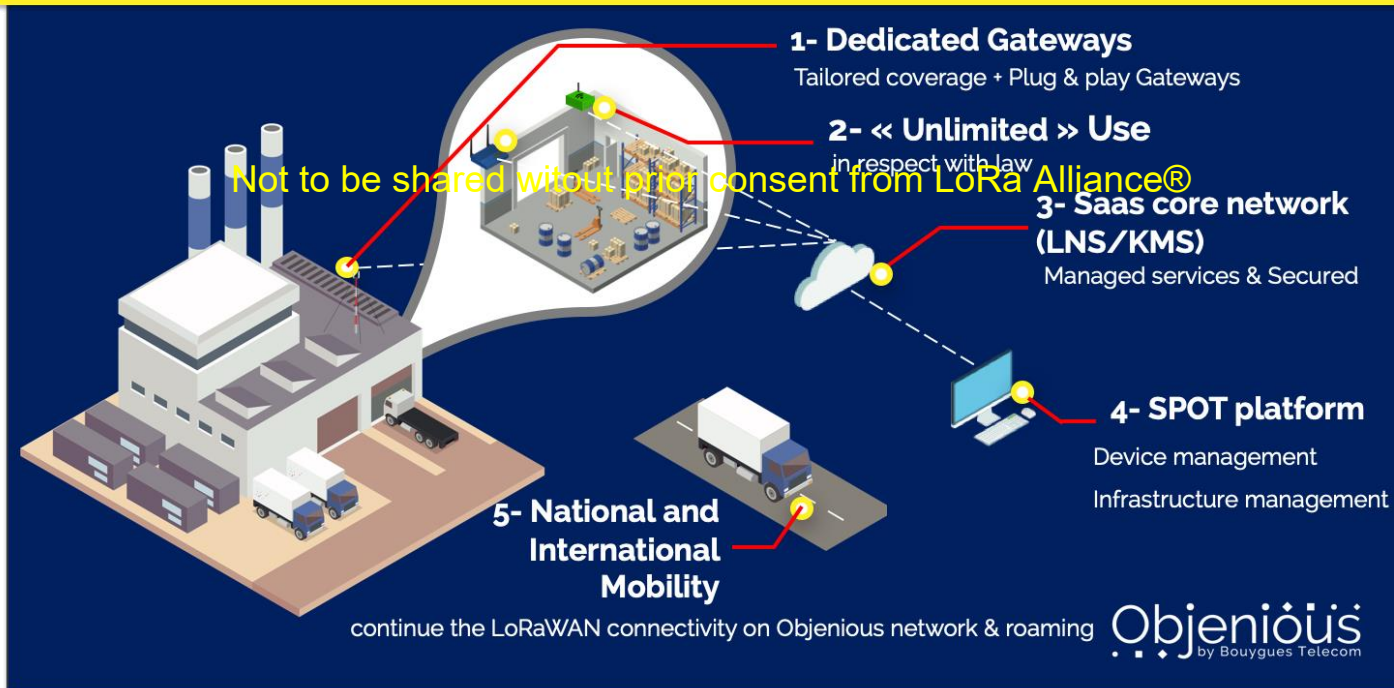 1- Dedicated Gateways
Tailored coverage + Plug & play Gateways
2- « Unlimited » Use
in respect with law
Not to be shared witout prior consent from LoRa Alliance®
3- Saas core network
(LNS/KMS)
Managed services & Secured
4- SPOT platform
Device management
Infrastructure management
5- National and
International
Mobility
continue the LoRaWAN connectivity on Objenious network & roaming
Objenious
by Bouygues Telecom